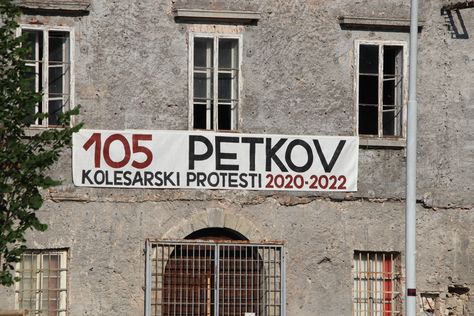 105 PETKOV
KOLESARSKI PROTESTI 2020-2022